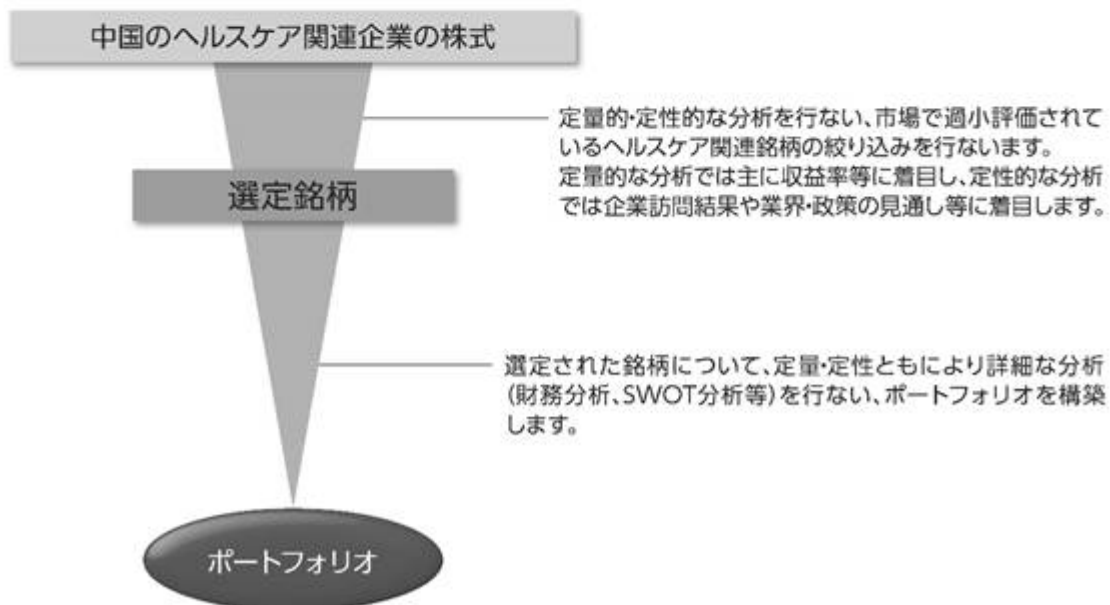 中国のヘルスケア関連企業の株式
定量的・定性的な分析を行ない、市場で過小評価されて
いるヘルスケア関連銘柄の絞り込みを行ないます。
定量的な分析では主に収益率等に着目し、定性的な分析
では企業訪問結果や業界・政策の見通し等に着目します。
選定銘柄
選定された銘柄について、定量・定性ともにより詳細な分析
(財務分析、SWOT分析等)を行ない、ポートフォリオを構築
します。
ポートフォリオ